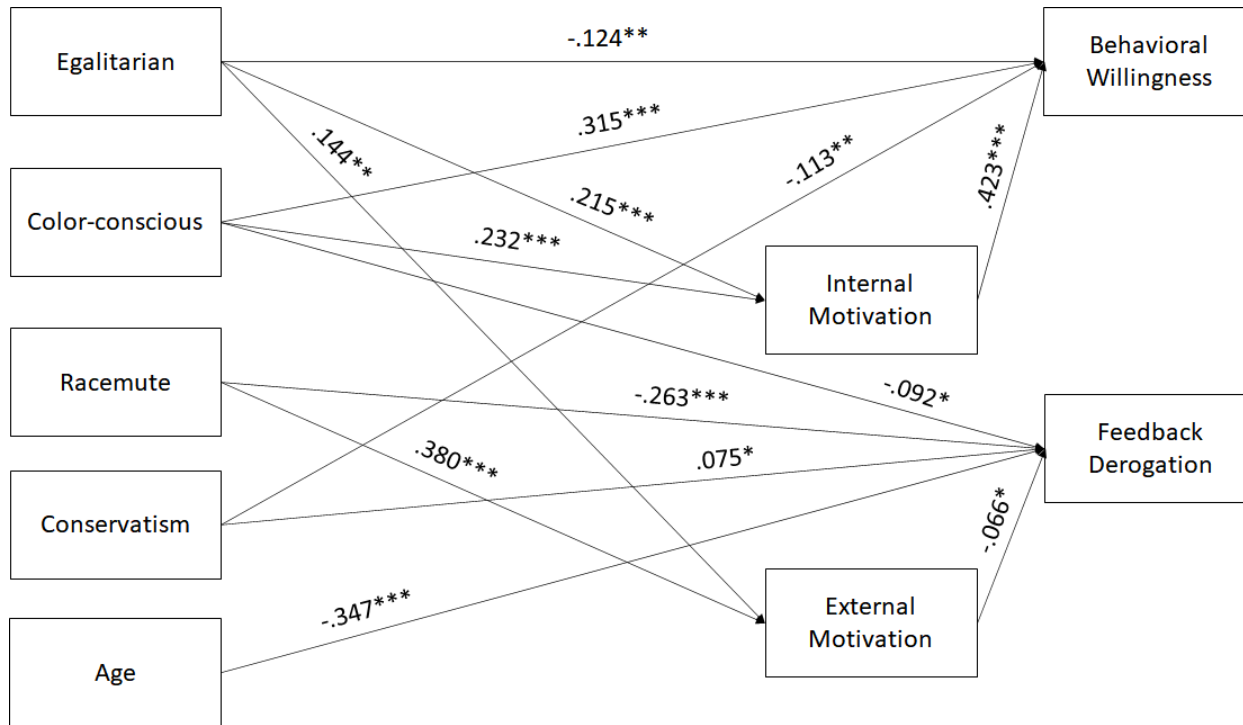 Egalitarian
-.124**
Behavioral
Willingness
.315***
.144**
-.113**
.423***
Color-conscious
.215***
.232***
Internal
Motivation
Racemute
-.263***
-.092*
Feedback
Derogation
.380***
.075*
Conservatism
-.066*
-.347***
External
Motivation
Age